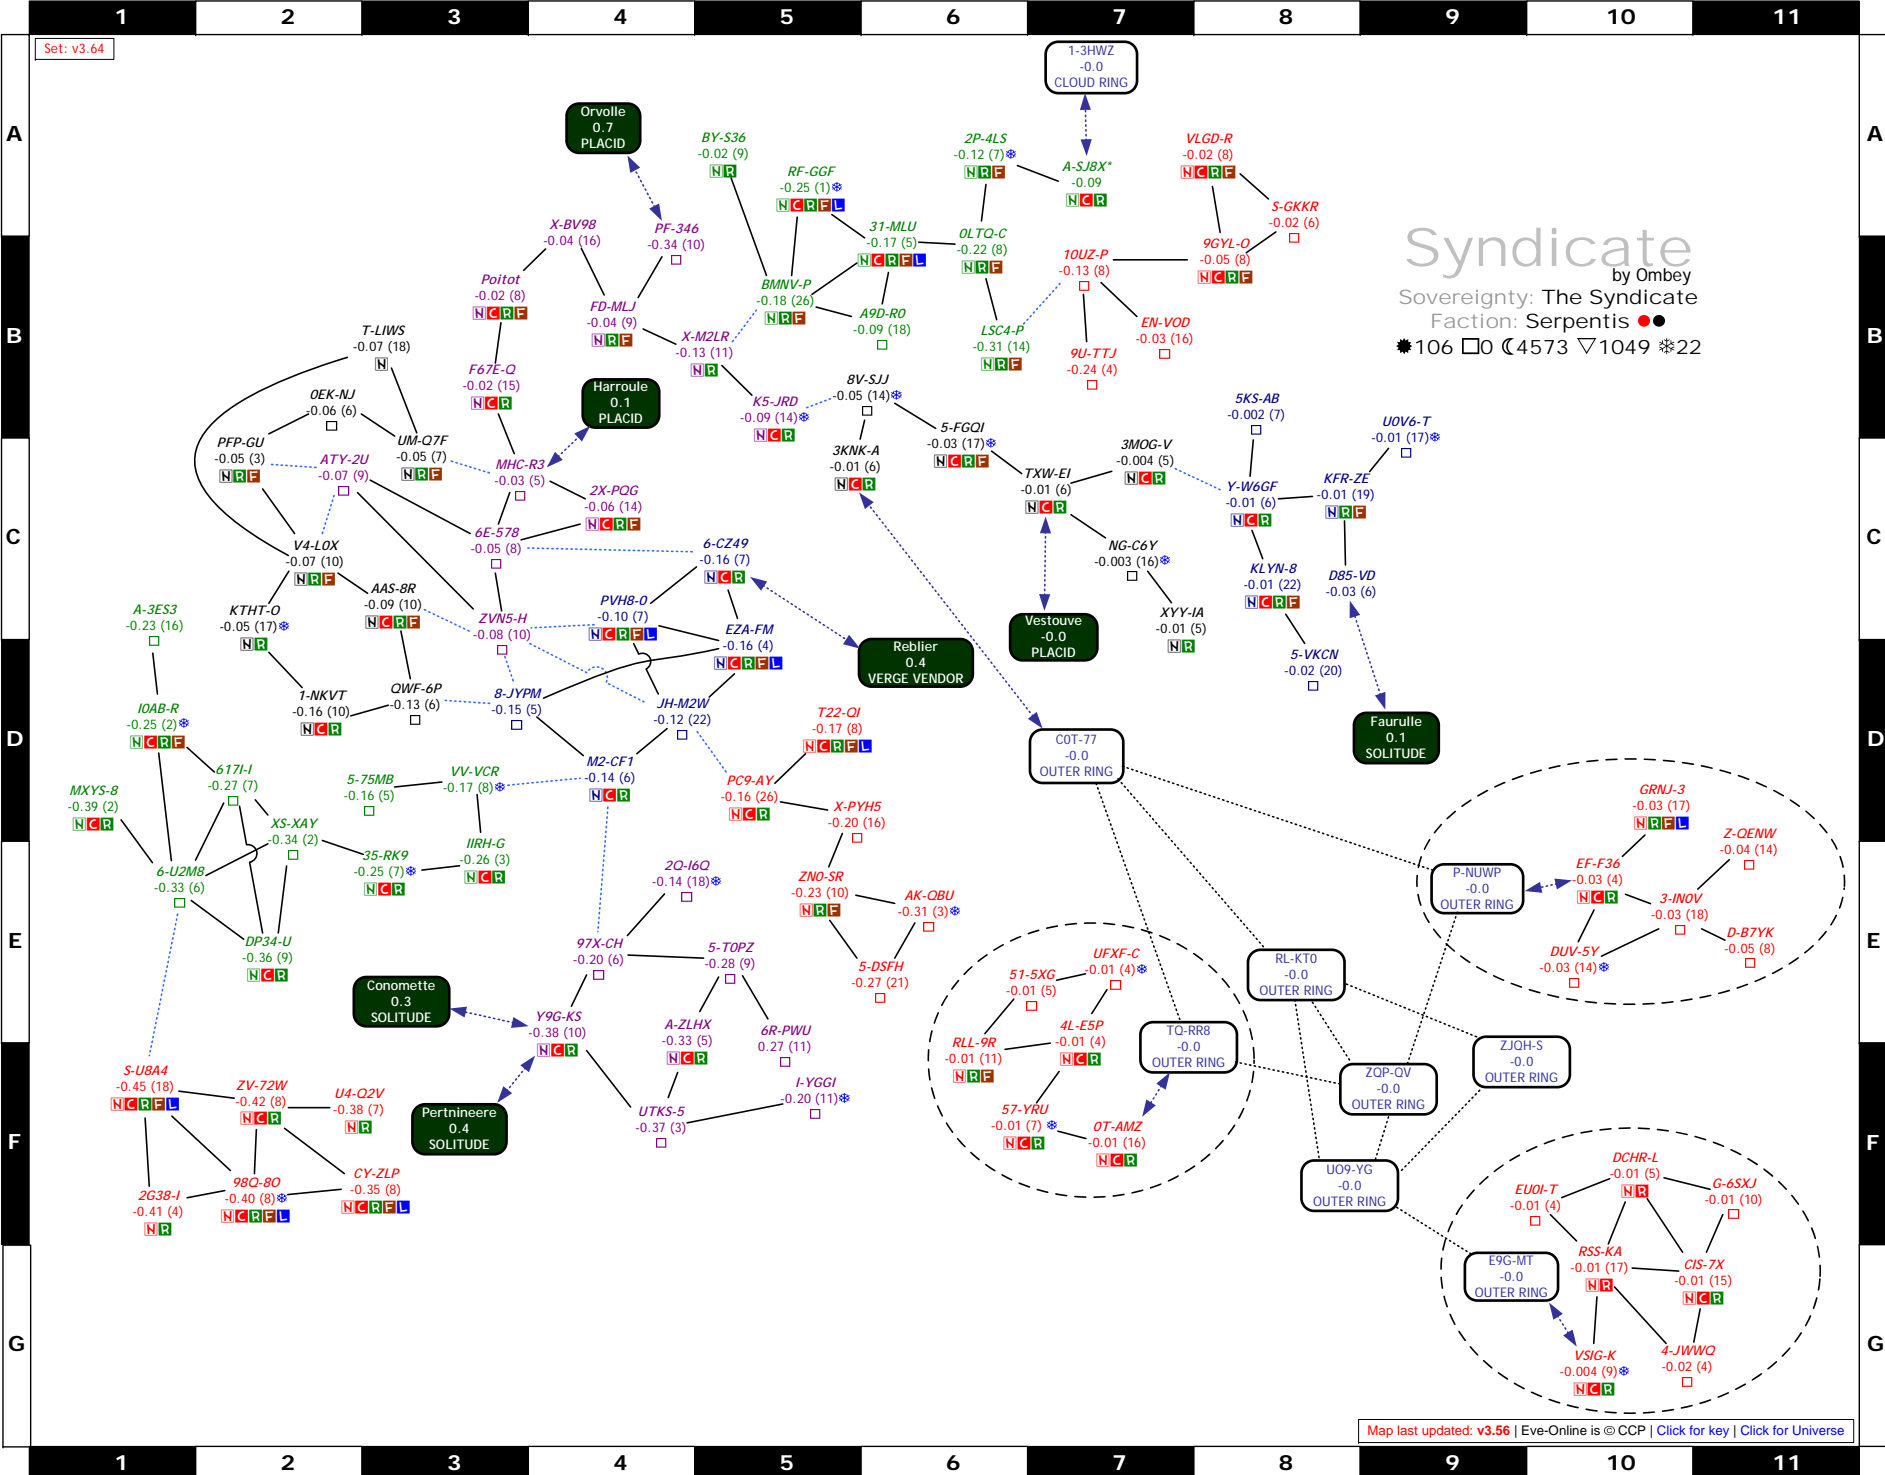 1 2 3 4 5 6 7 8 9 10 11
Set: v3.64
A
A
1-3HWZ
-0.0
CLOUD RING
Orvolle
0.7
PLACID
BY-S36
-0.02 (9)
N R
RF-GGF
-0.25 (1)❄
N C R F L
2P-4LS
-0.12 (7)❄
N R F
A-SJ8X*
-0.09
N C R
VLGD-R
-0.02 (8)
N C R F
S-GKKR
-0.02 (6)
X-BV98
-0.04 (16)
PF-346
-0.34 (10)
31-MLU
-0.17 (5)
N C R F L
0LTQ-C
-0.22 (8)
N R F
10UZ-P
-0.13 (8)
9GYL-O
-0.05 (8)
N C R F
Syndicate
by Ombey
Sovereignty: The Syndicate
Faction: Serpentis
106 0 4573 1049 ❄22
B
B
Poitot
-0.02 (8)
N C R F
FD-MLJ
-0.04 (9)
N R F
BMNV-P
-0.18 (26)
N R F
A9D-R0
-0.09 (18)
LSC4-P
-0.31 (14)
N R F
EN-VOD
-0.03 (16)
9U-TTJ
-0.24 (4)
T-LIWS
-0.07 (18)
N
X-M2LR
-0.13 (11)
N R
F67E-Q
-0.02 (15)
N C R
Harroule
0.1
PLACID
8V-SJJ
-0.05 (14)❄
K5-JRD
-0.09 (14)❄
N C R
0EK-NJ
-0.06 (6)
5KS-AB
-0.002 (7)
U0V6-T
-0.01 (17)❄
C
C
PFP-GU
-0.05 (3)
N R F
UM-Q7F
-0.05 (7)
N R F
ATY-2U
-0.07 (9)
MHC-R3
-0.03 (5)
2X-PQG
-0.06 (14)
N C R F
3KNK-A
-0.01 (6)
N C R
5-FGQI
-0.03 (17)❄
N C R F
TXW-EI
-0.01 (6)
N C R
3MOG-V
-0.004 (5)
N C R
Y-W6GF
-0.01 (6)
N C R
KFR-ZE
-0.01 (19)
N R F
6E-578
-0.05 (8)
V4-L0X
-0.07 (10)
N R F
6-CZ49
-0.16 (7)
N C R
NG-C6Y
-0.003 (16)❄
KLYN-8
-0.01 (22)
N C R F
D85-VD
-0.03 (6)
A-3ES3
-0.23 (16)
KTHT-O
-0.05 (17)❄
N R
AAS-8R
-0.09 (10)
N C R F
ZVN5-H
-0.08 (10)
PVH8-0
-0.10 (7)
N C R F L
EZA-FM
-0.16 (4)
N C R F L
Vestouve
-0.0
PLACID
XYY-IA
-0.01 (5)
N R
D
D
Reblier
0.4
VERGE VENDOR
5-VKCN
-0.02 (20)
Faurulle
0.1
SOLITUDE
1-NKVT
-0.16 (10)
N C R
QWF-6P
-0.13 (6)
8-JYPM
-0.15 (5)
JH-M2W
-0.12 (22)
I0AB-R
-0.25 (2)❄
N C R F
T22-QI
-0.17 (8)
N C R F L
C0T-77
-0.0
OUTER RING
617I-I
-0.27 (7)
5-75MB
-0.16 (5)
VV-VCR
-0.17 (8)❄
M2-CF1
-0.14 (6)
N C R
PC9-AY
-0.16 (26)
N C R
MXYS-8
-0.39 (2)
N C R
XS-XAY
-0.34 (2)
X-PYH5
-0.20 (16)
GRNJ-3
-0.03 (17)
N R F L
Z-QENW
-0.04 (14)
E
E
6-U2M8
-0.33 (6)
35-RK9
-0.25 (7)❄
N C R
IIRH-G
-0.26 (3)
N C R
2Q-I6Q
-0.14 (18)❄
ZN0-SR
-0.23 (10)
N R F
AK-QBU
-0.31 (3)❄
P-NUWP
-0.0
OUTER RING
EF-F36
-0.03 (4)
N C R
3-IN0V
-0.03 (18)
D-B7YK
-0.05 (8)
DP34-U
-0.36 (9)
N C R
97X-CH
-0.20 (6)
5-T0PZ
-0.28 (9)
5-DSFH
-0.27 (21)
DUV-5Y
-0.03 (14)❄
RL-KT0
-0.0
OUTER RING
UFXF-C
-0.01 (4)❄
51-5XG
-0.01 (5)
Conomette
0.3
SOLITUDE
Y9G-KS
-0.38 (10)
N C R
A-ZLHX
-0.33 (5)
N C R
6R-PWU
0.27 (11)
RLL-9R
-0.01 (11)
N R F
4L-E5P
-0.01 (4)
N C R
TQ-RR8
-0.0
OUTER RING
ZJQH-S
-0.0
OUTER RING
F
F
S-U8A4
-0.45 (18)
N C R F L
ZV-72W
-0.42 (8)
N C R
U4-Q2V
-0.38 (7)
N R
Pertnineere
0.4
SOLITUDE
UTKS-5
-0.37 (3)
I-YGGI
-0.20 (11)❄
57-YRU
-0.01 (7) ❄
N C R
0T-AMZ
-0.01 (16)
N C R
ZQP-QV
-0.0
OUTER RING
2G38-I
-0.41 (4)
N R
98Q-8O
-0.40 (8)❄
N C R F L
CY-ZLP
-0.35 (8)
N C R F L
UO9-YG
-0.0
OUTER RING
DCHR-L
-0.01 (5)
N R
EU0I-T
-0.01 (4)
G-6SXJ
-0.01 (10)
G
G
E9G-MT
-0.0
OUTER RING
RSS-KA
-0.01 (17)
N R
CIS-7X
-0.01 (15)
N C R
VSIG-K
-0.004 (9)❄
N C R
4-JWWQ
-0.02 (4)
Map last updated: v3.56 | Eve-Online is © CCP | Click for key | Click for Universe
1 2 3 4 5 6 7 8 9 10 11